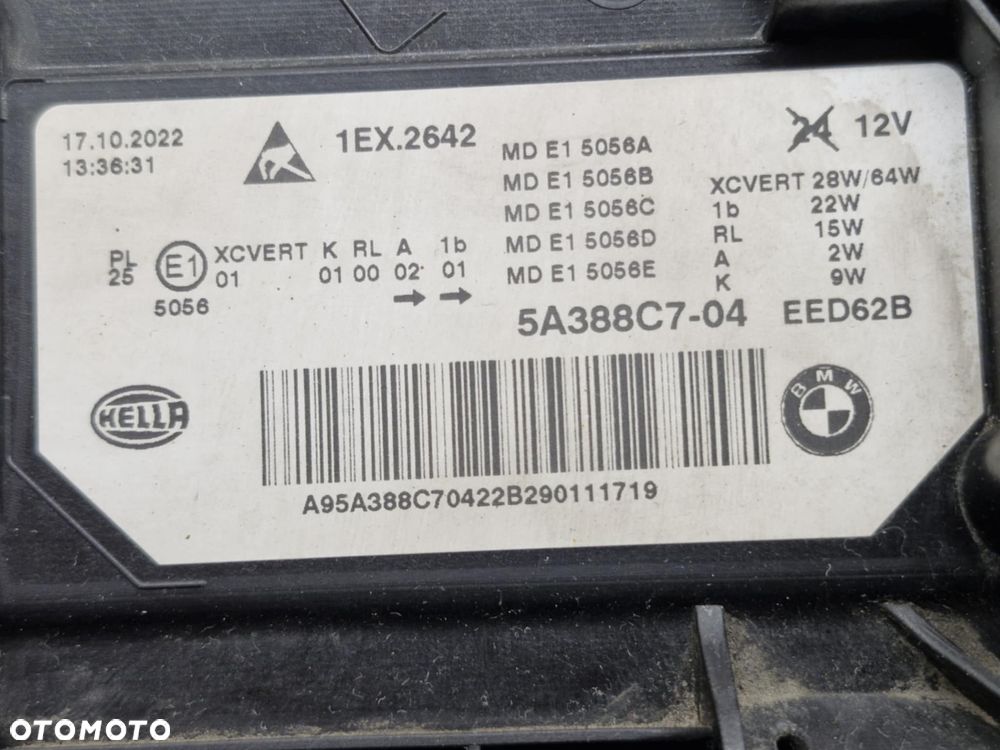 17.10.2022
13:36:31
1EX.2642
MD E1 5056A
MD E1 5056B
MD E1 5056C
MD E1 5056D
MD E1 5056E
24 12V
XCVERT 28W/64W
1b 22W
RL 15W
A 2W
K 9W
PL
25
E1
5056
XCVERT K RL A 1b
01 01 00 02 01
5A388C7-04 EED62B
HELLA
BMW
A95A388C70422B290111719
OTOMOTO